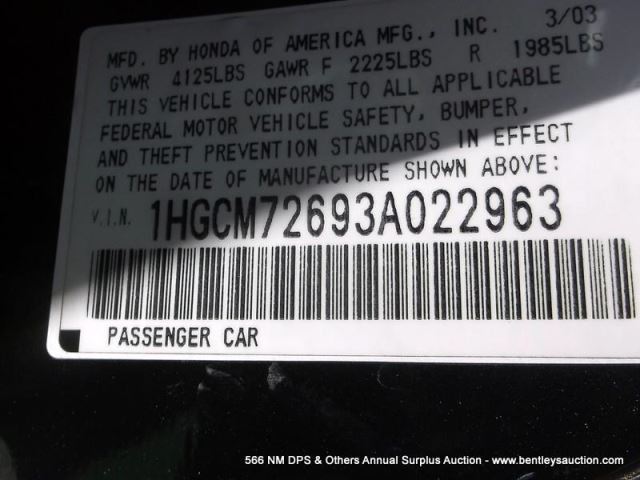 MFD. BY HONDA OF AMERICA MFG., INC. 3/03
GVWR 4125LBS GAWR F 2225LBS R 1985LBS
THIS VEHICLE CONFORMS TO ALL APPLICABLE
FEDERAL MOTOR VEHICLE SAFETY, BUMPER,
AND THEFT PREVENTION STANDARDS IN EFFECT
ON THE DATE OF MANUFACTURE SHOWN ABOVE:
V.I.N. 1HGCM72693A022963
PASSENGER CAR
566 NM DPS & Others Annual Surplus Auction - www.bentleysauction.com